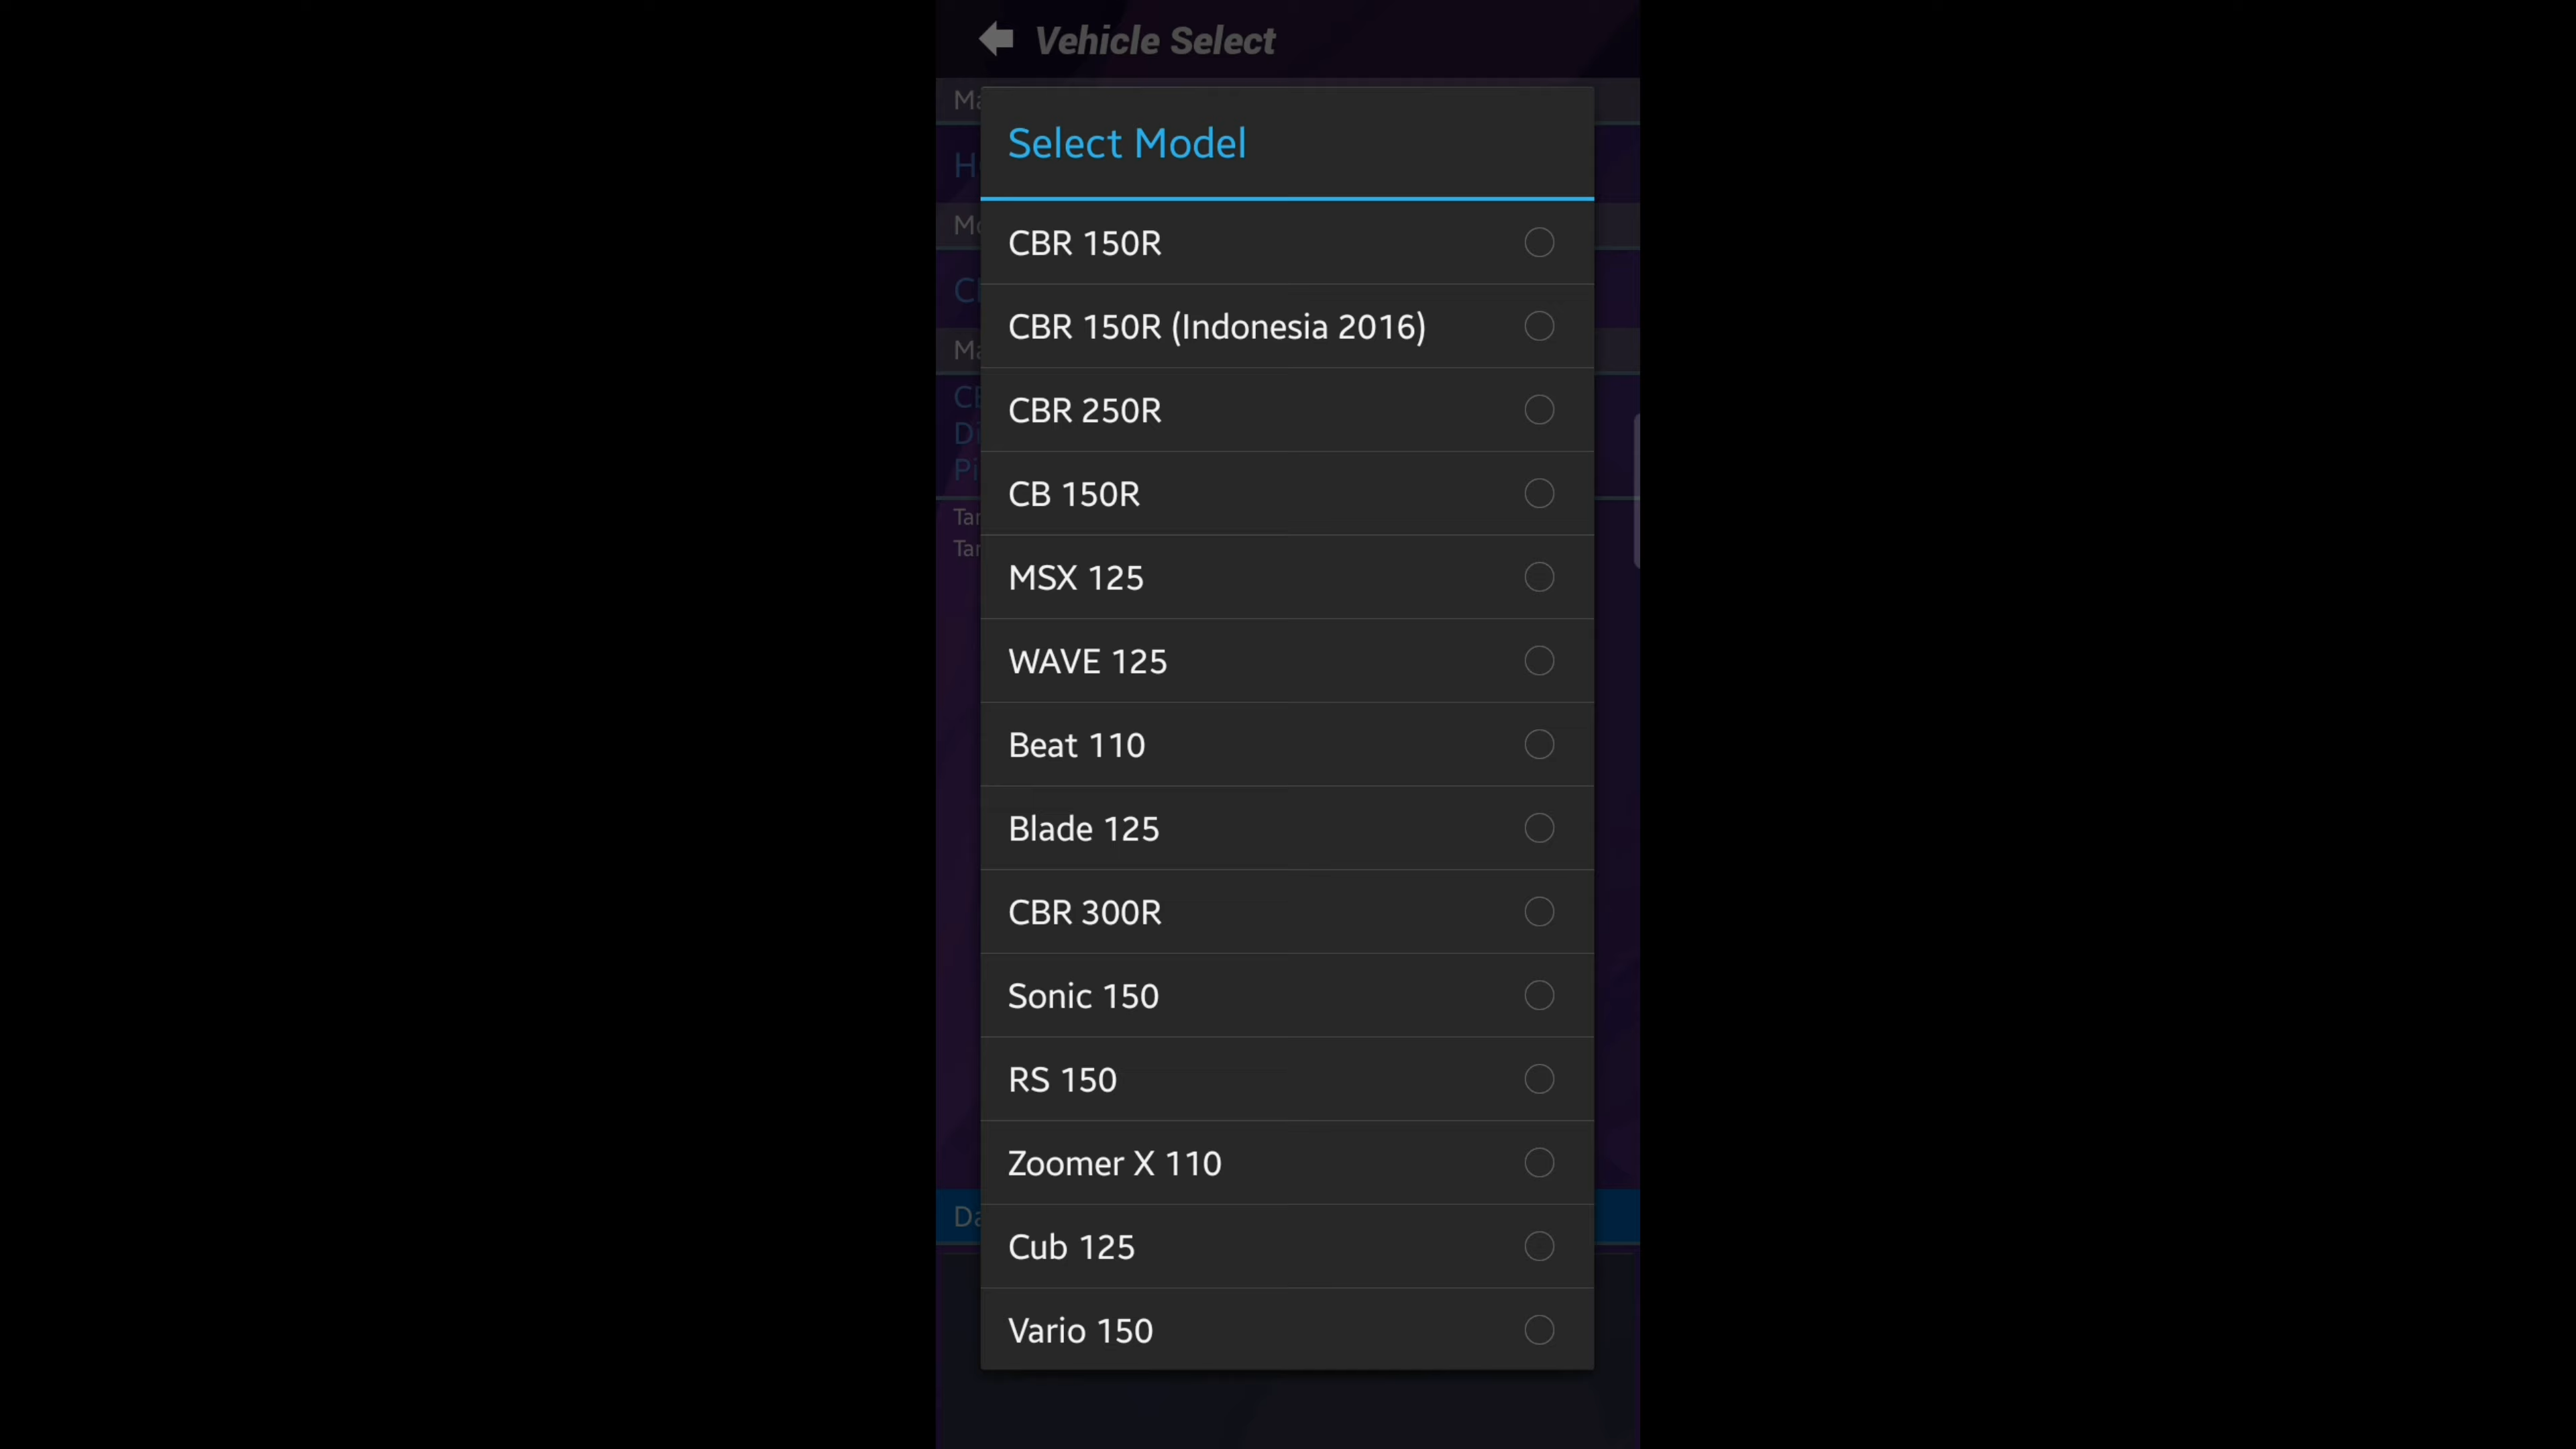 Vehicle Select
Select Model
CBR 150R
CBR 150R (Indonesia 2016)
CBR 250R
CB 150R
MSX 125
WAVE 125
Beat 110
Blade 125
CBR 300R
Sonic 150
RS 150
Zoomer X 110
Cub 125
Vario 150